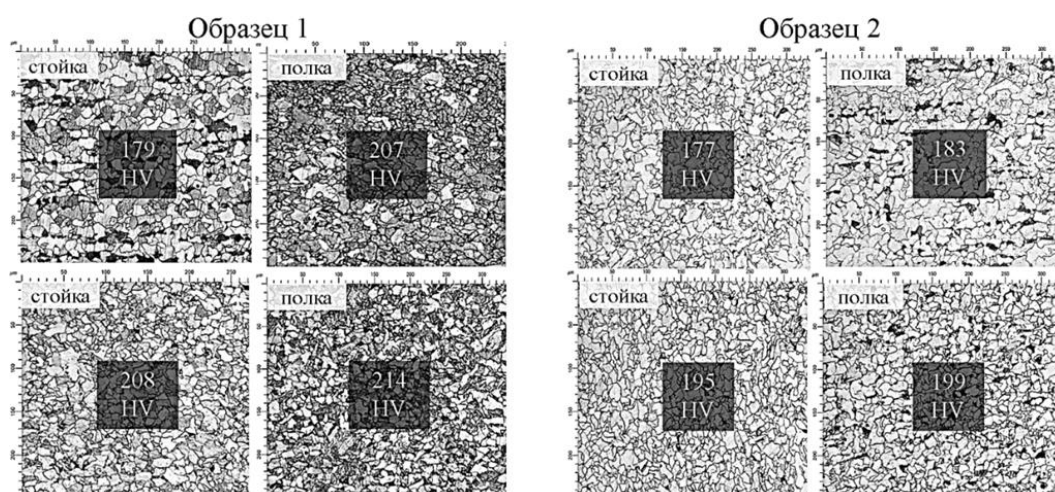 Образец 1
Образец 2
стойка
179
HV
полка
207
HV
стойка
177
HV
полка
183
HV
стойка
208
HV
полка
214
HV
стойка
195
HV
полка
199
HV